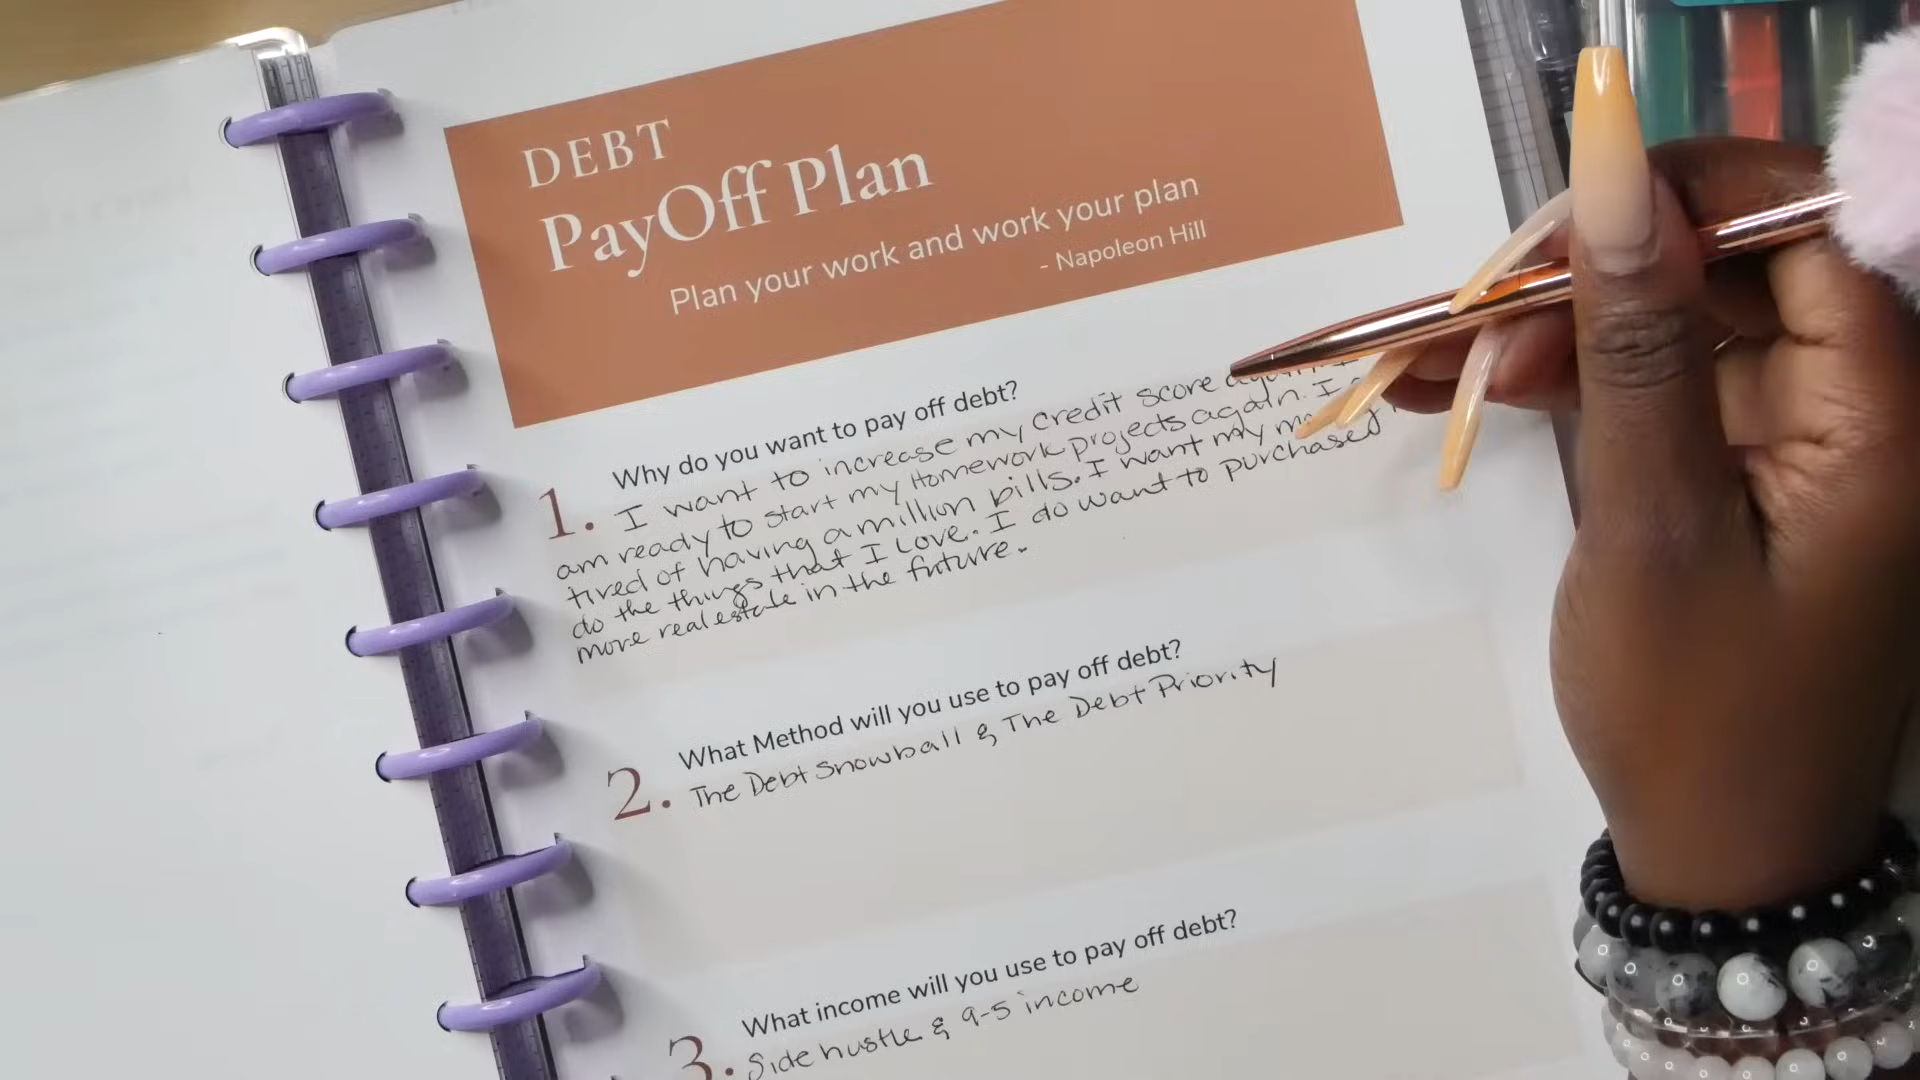 DEBT
PayOff Plan
Plan your work and work your plan
- Napoleon Hill
Why do you want to pay off debt?
1. I want to increase my credit score
am ready to start my Homework projects again. I
tired of having a million bills. I want my
do the things that I Love. I do want to purchased
more real estate in the future.
What Method will you use to pay off debt?
2. The Debt Snowball & The Debt Priority
What income will you use to pay off debt?
3. Side hustle & 9-5 income